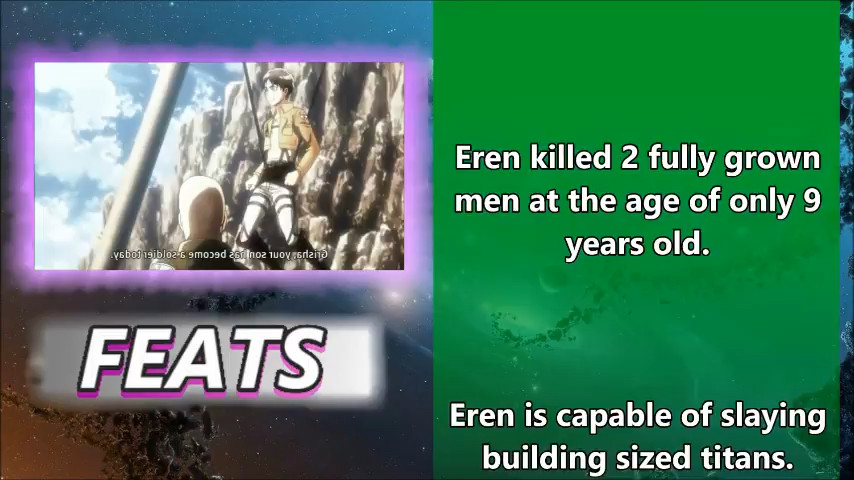 Grisha, your son has become a soldier today.
FEATS
Eren killed 2 fully grown
men at the age of only 9
years old.
Eren is capable of slaying
building sized titans.